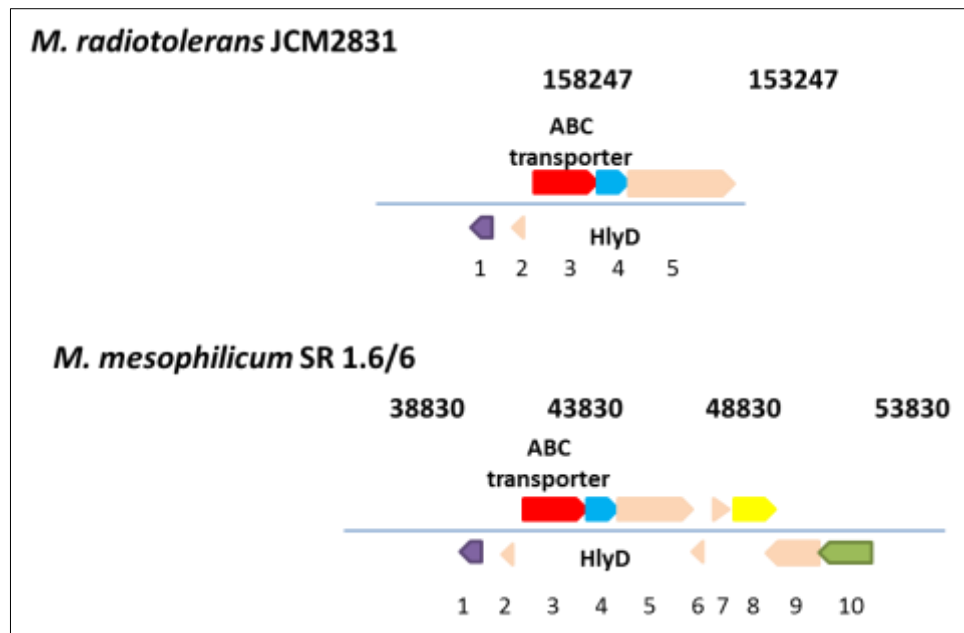 M. radiotolerans JCM2831
158247 153247
ABC
transporter
HlyD
1 2 3 4 5
M. mesophilicum SR 1.6/6
38830 43830 48830 53830
ABC
transporter
HlyD
1 2 3 4 5 6 7 8 9 10